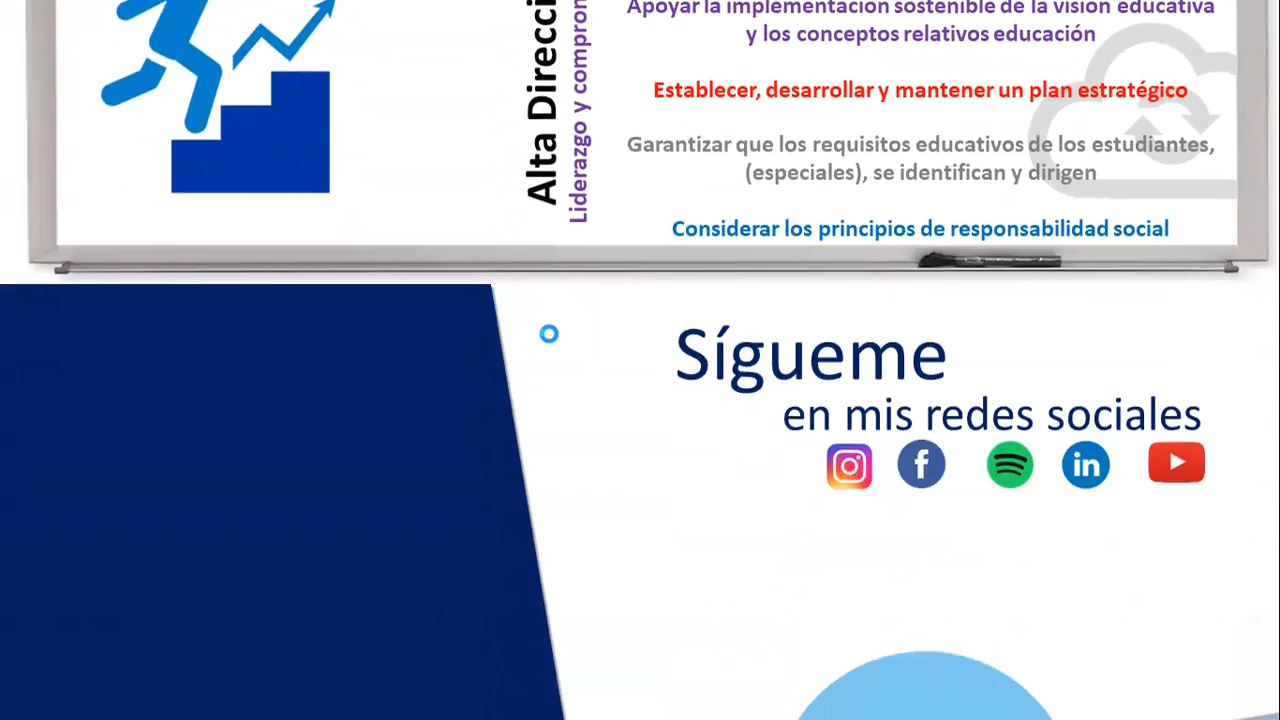 Alta Direcci
Liderazgo y compron
Apoyar la implementación sostenible de la visión educativa
y los conceptos relativos educación
Establecer, desarrollar y mantener un plan estratégico
Garantizar que los requisitos educativos de los estudiantes,
(especiales), se identifican y dirigen
Considerar los principios de responsabilidad social
Sígueme
en mis redes sociales